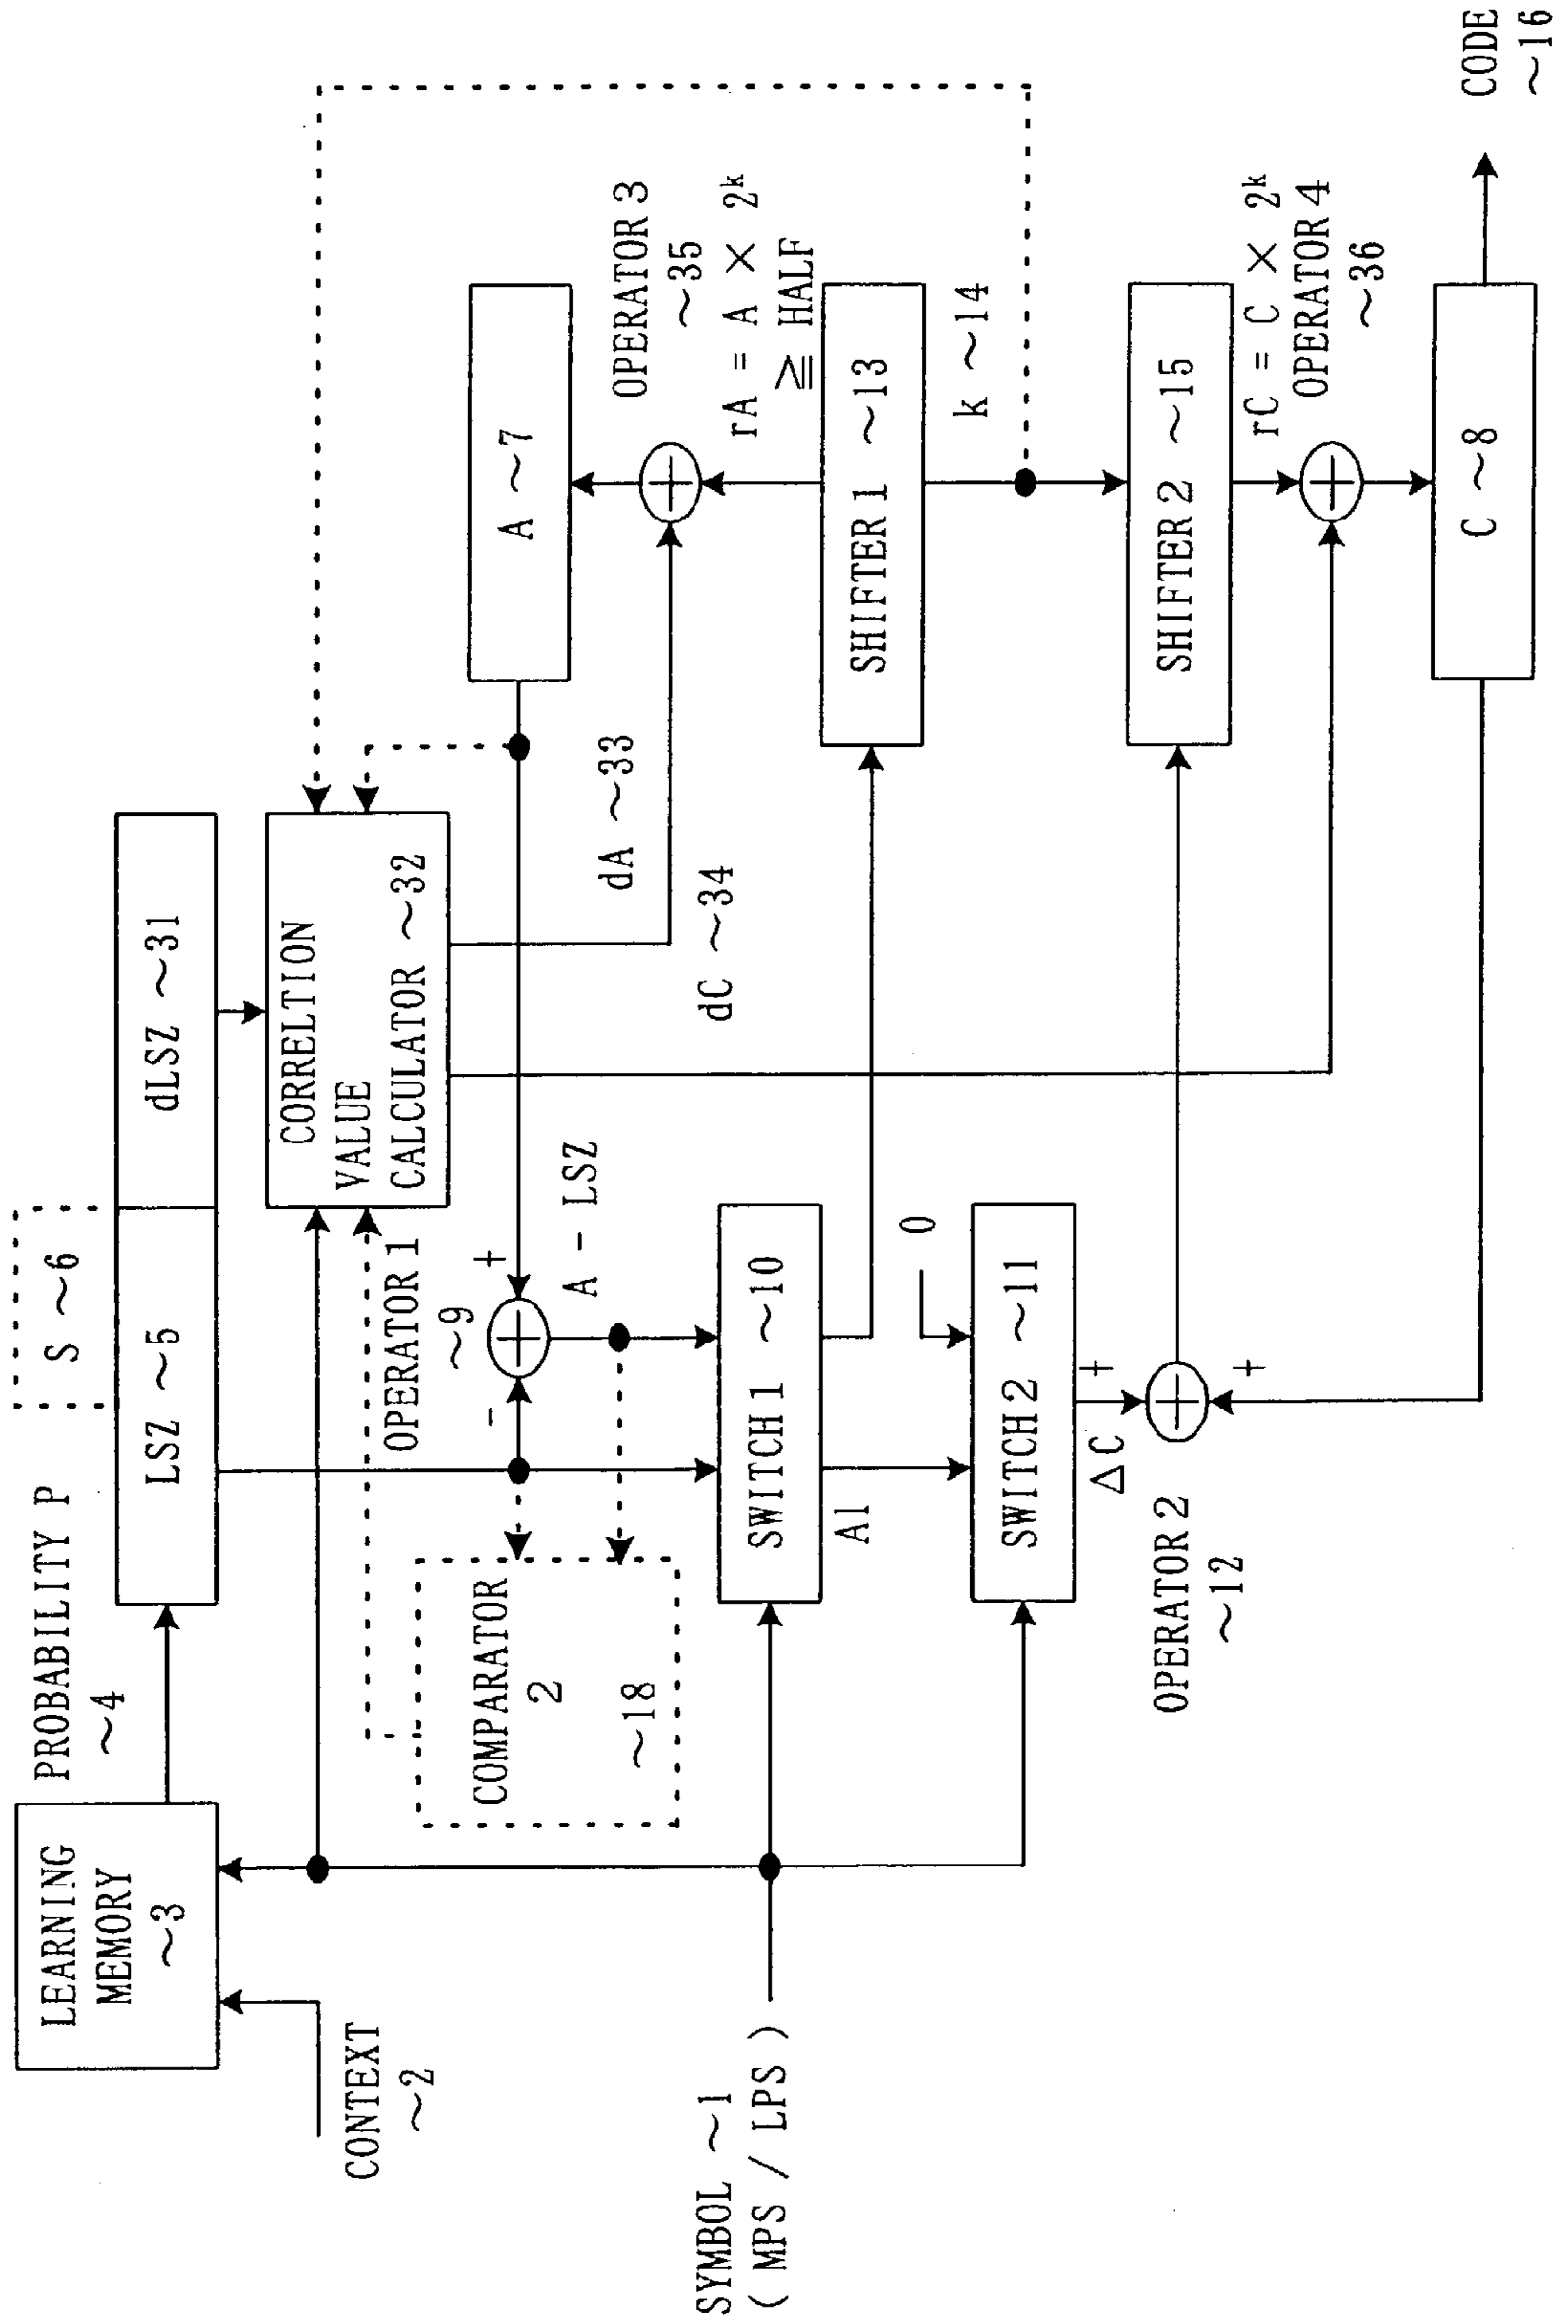 LEARNING
MEMORY
~3
CONTEXT
~2
SYMBOL ~1
( MPS / LPS )
PROBABILITY P
~4
S ~6
LSZ ~5
dLSZ ~31
CORRELTION
VALUE
CALCULATOR ~32
OPERATOR 1
~9
COMPARATOR
2
~18
-
+
A - LSZ
A ~7
dA ~33
dC ~34
OPERATOR 3
~35
rA = A × 2k
≧ HALF
SWITCH 1 ~10
A1
0
SWITCH 2 ~11
ΔC
+
+
OPERATOR 2
~12
SHIFTER 1 ~13
k ~14
SHIFTER 2 ~15
rC = C × 2k
OPERATOR 4
~36
C ~8
CODE
~16